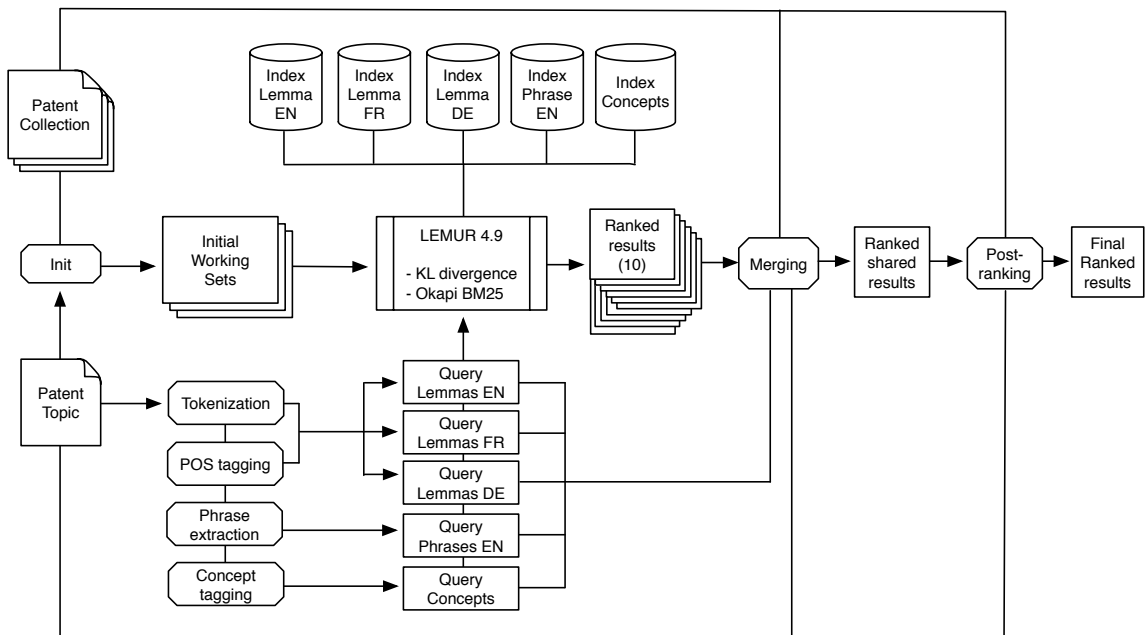 Patent
Collection
Index
Lemma
EN
Index
Lemma
FR
Index
Lemma
DE
Index
Phrase
EN
Index
Concepts
Init
Initial
Working
Sets
LEMUR 4.9
- KL divergence
- Okapi BM25
Ranked
results
(10)
Merging
Ranked
shared
results
Post-
ranking
Final
Ranked
results
Patent
Topic
Tokenization
POS tagging
Phrase
extraction
Concept
tagging
Query
Lemmas EN
Query
Lemmas FR
Query
Lemmas DE
Query
Phrases EN
Query
Concepts